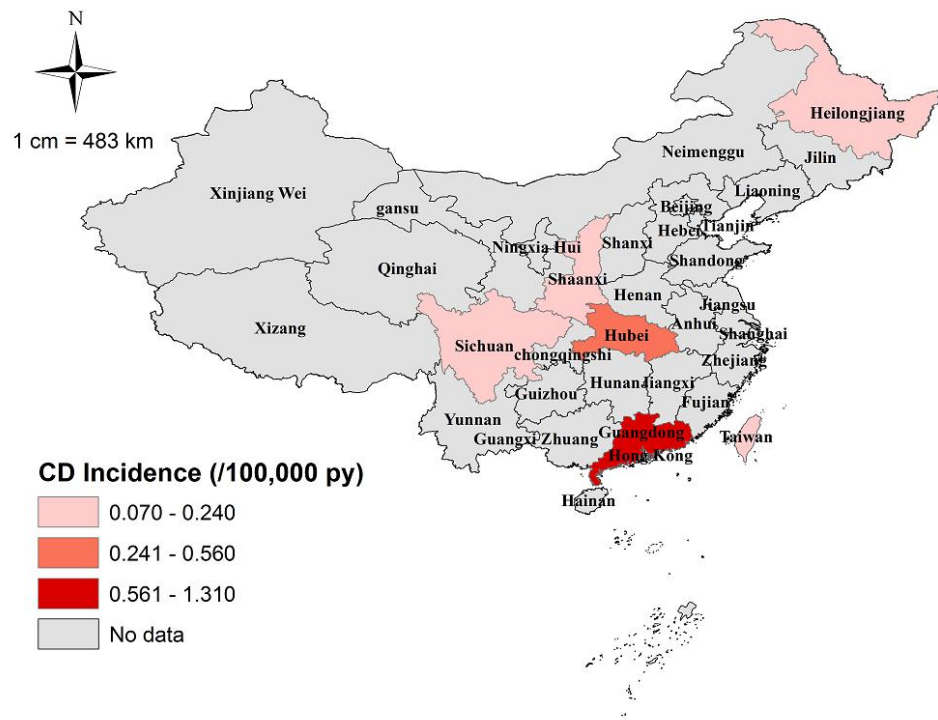 N
1 cm = 483 km
Heilongjiang
Jilin
Neimenggu
Liaoning
Xinjiang Wei
gansu
Beijing
Tianjin
Hebei
Ningxia Hui
Shanxi
Shandong
Qinghai
Shaanxi
Henan
Jiangsu
Xizang
Anhui
Shanghai
Hubei
Sichuan
chongqingshi
Zhejiang
Hunan
Jiangxi
Guizhou
Fujian
Yunnan
Guangxi Zhuang
Guangdong
Taiwan
Hong Kong
Hainan
CD Incidence (/100,000 py)
0.070 - 0.240
0.241 - 0.560
0.561 - 1.310
No data